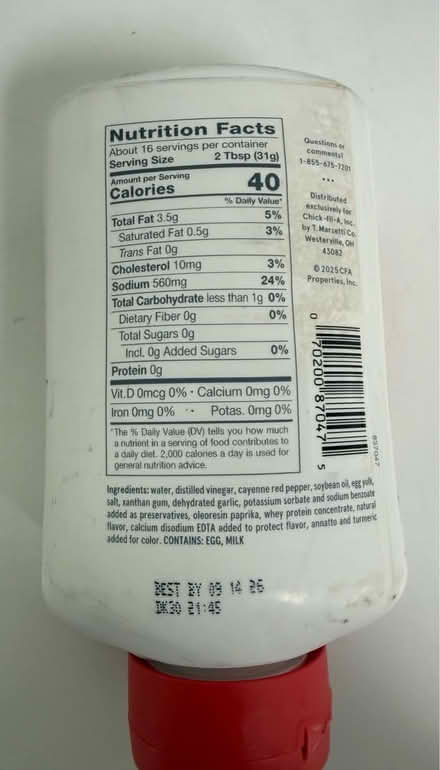 Nutrition Facts
About 16 servings per container
Serving Size 2 Tbsp (31g)
Amount per Serving
Calories 40
% Daily Value*
Total Fat 3.5g 5%
Saturated Fat 0.5g 3%
Trans Fat 0g
Cholesterol 10mg 3%
Sodium 560mg 24%
Total Carbohydrate less than 1g 0%
Dietary Fiber 0g 0%
Total Sugars 0g
Incl. 0g Added Sugars 0%
Protein 0g
Vit.D 0mcg 0% • Calcium 0mg 0%
Iron 0mg 0% • Potas. 0mg 0%
*The % Daily Value (DV) tells you how much
a nutrient in a serving of food contributes to
a daily diet. 2,000 calories a day is used for
general nutrition advice.
Questions or
comments?
1-855-675-7201
•••
Distributed
exclusively for
Chick-fil-A, Inc.
by T. Marzetti Co.
Westerville, OH
43082
© 2025 CFA
Properties, Inc.
0 70200 87047 5
837047
Ingredients: water, distilled vinegar, cayenne red pepper, soybean oil, egg yolk,
salt, xanthan gum, dehydrated garlic, potassium sorbate and sodium benzoate
added as preservatives, oleoresin paprika, whey protein concentrate, natural
flavor, calcium disodium EDTA added to protect flavor, annatto and turmeric
added for color. CONTAINS: EGG, MILK
BEST BY 09 14 26
DK30 21:45